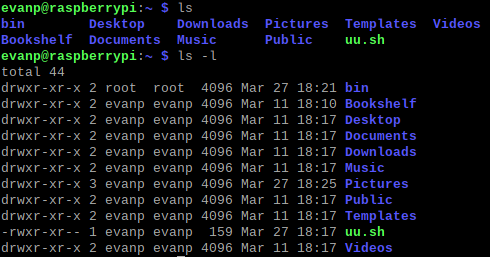 evanp@raspberrypi:~ $ ls
bin        Desktop    Downloads  Pictures  Templates  Videos
Bookshelf  Documents  Music      Public    uu.sh
evanp@raspberrypi:~ $ ls -l
total 44
drwxr-xr-x 2 root  root  4096 Mar 27 18:21 bin
drwxr-xr-x 2 evanp evanp 4096 Mar 11 18:10 Bookshelf
drwxr-xr-x 2 evanp evanp 4096 Mar 11 18:17 Desktop
drwxr-xr-x 2 evanp evanp 4096 Mar 11 18:17 Documents
drwxr-xr-x 2 evanp evanp 4096 Mar 11 18:17 Downloads
drwxr-xr-x 2 evanp evanp 4096 Mar 11 18:17 Music
drwxr-xr-x 3 evanp evanp 4096 Mar 27 18:25 Pictures
drwxr-xr-x 2 evanp evanp 4096 Mar 11 18:17 Public
drwxr-xr-x 2 evanp evanp 4096 Mar 11 18:17 Templates
-rwxr-xr-- 1 evanp evanp  159 Mar 27 18:17 uu.sh
drwxr-xr-x 2 evanp evanp 4096 Mar 11 18:17 Videos